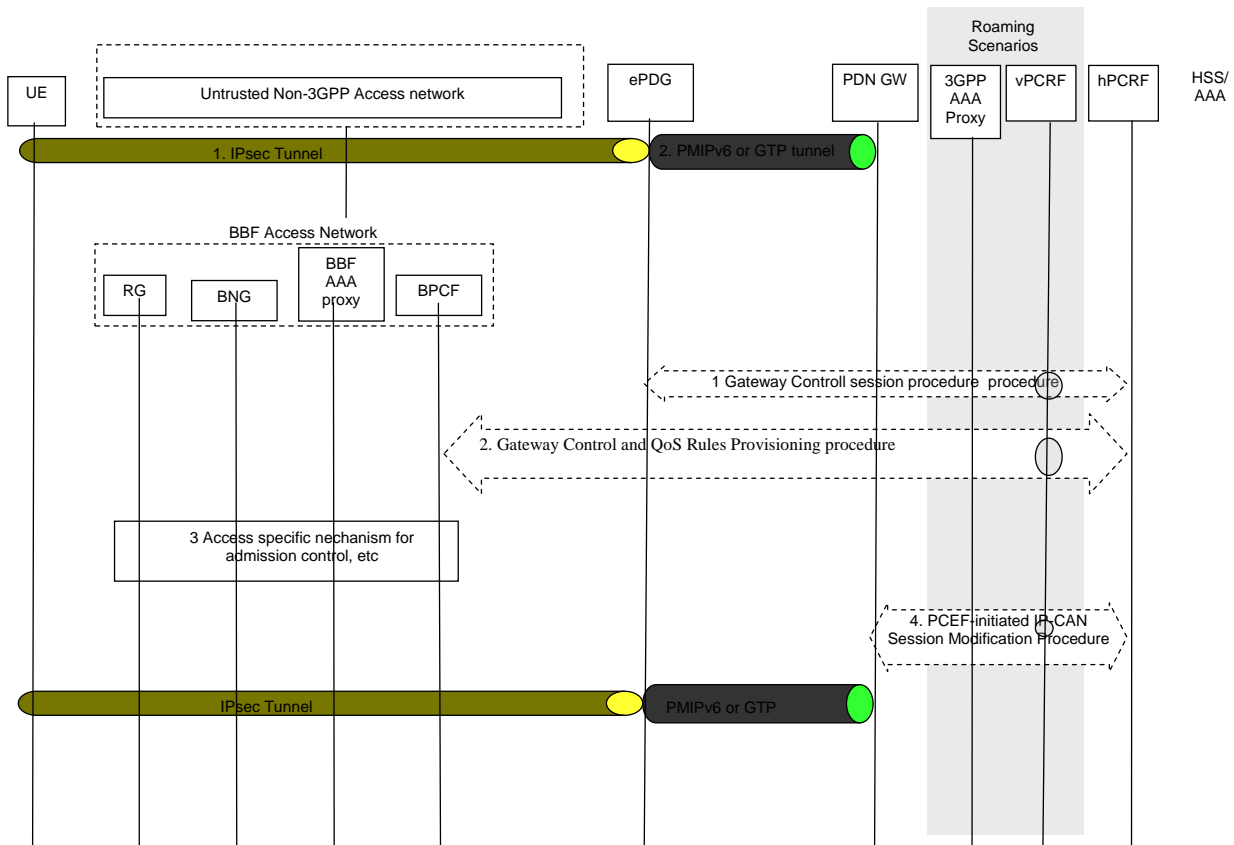 Roaming
Scenarios
UE
Untrusted Non-3GPP Access network
ePDG
PDN GW
3GPP
AAA
Proxy
vPCRF
hPCRF
HSS/
AAA
1. IPsec Tunnel
2. PMIPv6 or GTP tunnel
BBF Access Network
RG
BNG
BBF
AAA
proxy
BPCF
1 Gateway Controll session procedure procedure
2. Gateway Control and QoS Rules Provisioning procedure
3 Access specific nechanism for
admission control, etc
4. PCEF-initiated IP-CAN
Session Modification Procedure
IPsec Tunnel
PMIPv6 or GTP